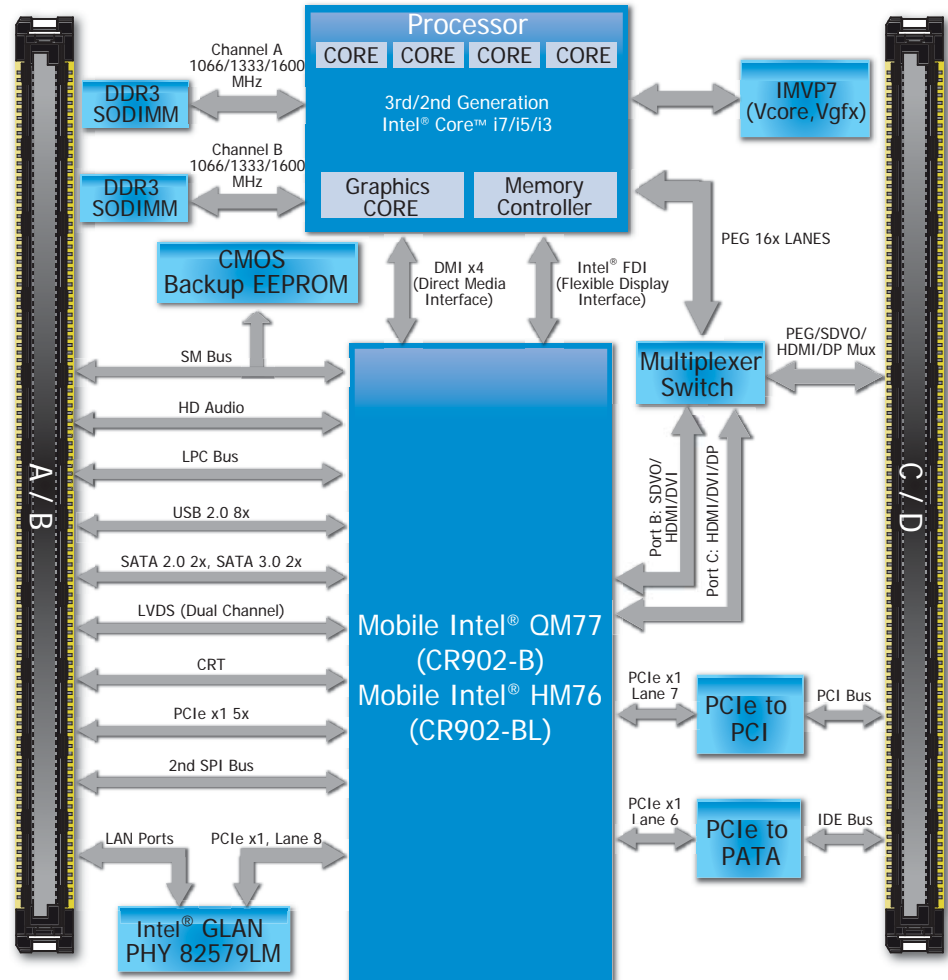 Processor
CORE CORE CORE CORE
3rd/2nd Generation
Intel® Core™ i7/i5/i3
Graphics
CORE
Memory
Controller
Channel A
1066/1333/1600
MHz
DDR3
SODIMM
Channel B
1066/1333/1600
MHz
DDR3
SODIMM
IMVP7
(Vcore,Vgfx)
CMOS
Backup EEPROM
DMI x4
(Direct Media
Interface)
Intel® FDI
(Flexible Display
Interface)
PEG 16x LANES
Multiplexer
Switch
PEG/SDVO/
HDMI/DP Mux
Port B: SDVO/
HDMI/DVI
Port C: HDMI/DVI/DP
A / B
C / D
SM Bus
HD Audio
LPC Bus
USB 2.0 8x
SATA 2.0 2x, SATA 3.0 2x
LVDS (Dual Channel)
CRT
PCIe x1 5x
2nd SPI Bus
LAN Ports
PCIe x1, Lane 8
Intel® GLAN
PHY 82579LM
Mobile Intel® QM77
(CR902-B)
Mobile Intel® HM76
(CR902-BL)
PCIe x1
Lane 7
PCIe to
PCI
PCI Bus
PCIe x1
Lane 6
PCIe to
PATA
IDE Bus